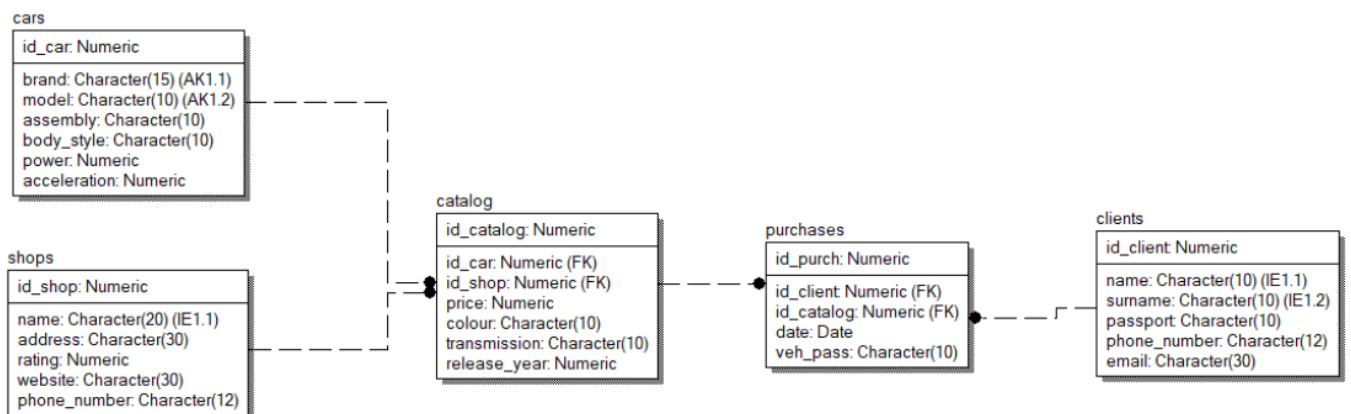 cars
id_car: Numeric
brand: Character(15) (AK1.1)
model: Character(10) (AK1.2)
assembly: Character(10)
body_style: Character(10)
power: Numeric
acceleration: Numeric
shops
id_shop: Numeric
name: Character(20) (IE1.1)
address: Character(30)
rating: Numeric
website: Character(30)
phone_number: Character(12)
catalog
id_catalog: Numeric
id_car: Numeric (FK)
id_shop: Numeric (FK)
price: Numeric
colour: Character(10)
transmission: Character(10)
release_year: Numeric
purchases
id_purch: Numeric
id_client: Numeric (FK)
id_catalog: Numeric (FK)
date: Date
veh_pass: Character(10)
clients
id_client: Numeric
name: Character(10) (IE1.1)
surname: Character(10) (IE1.2)
passport: Character(10)
phone_number: Character(12)
email: Character(30)